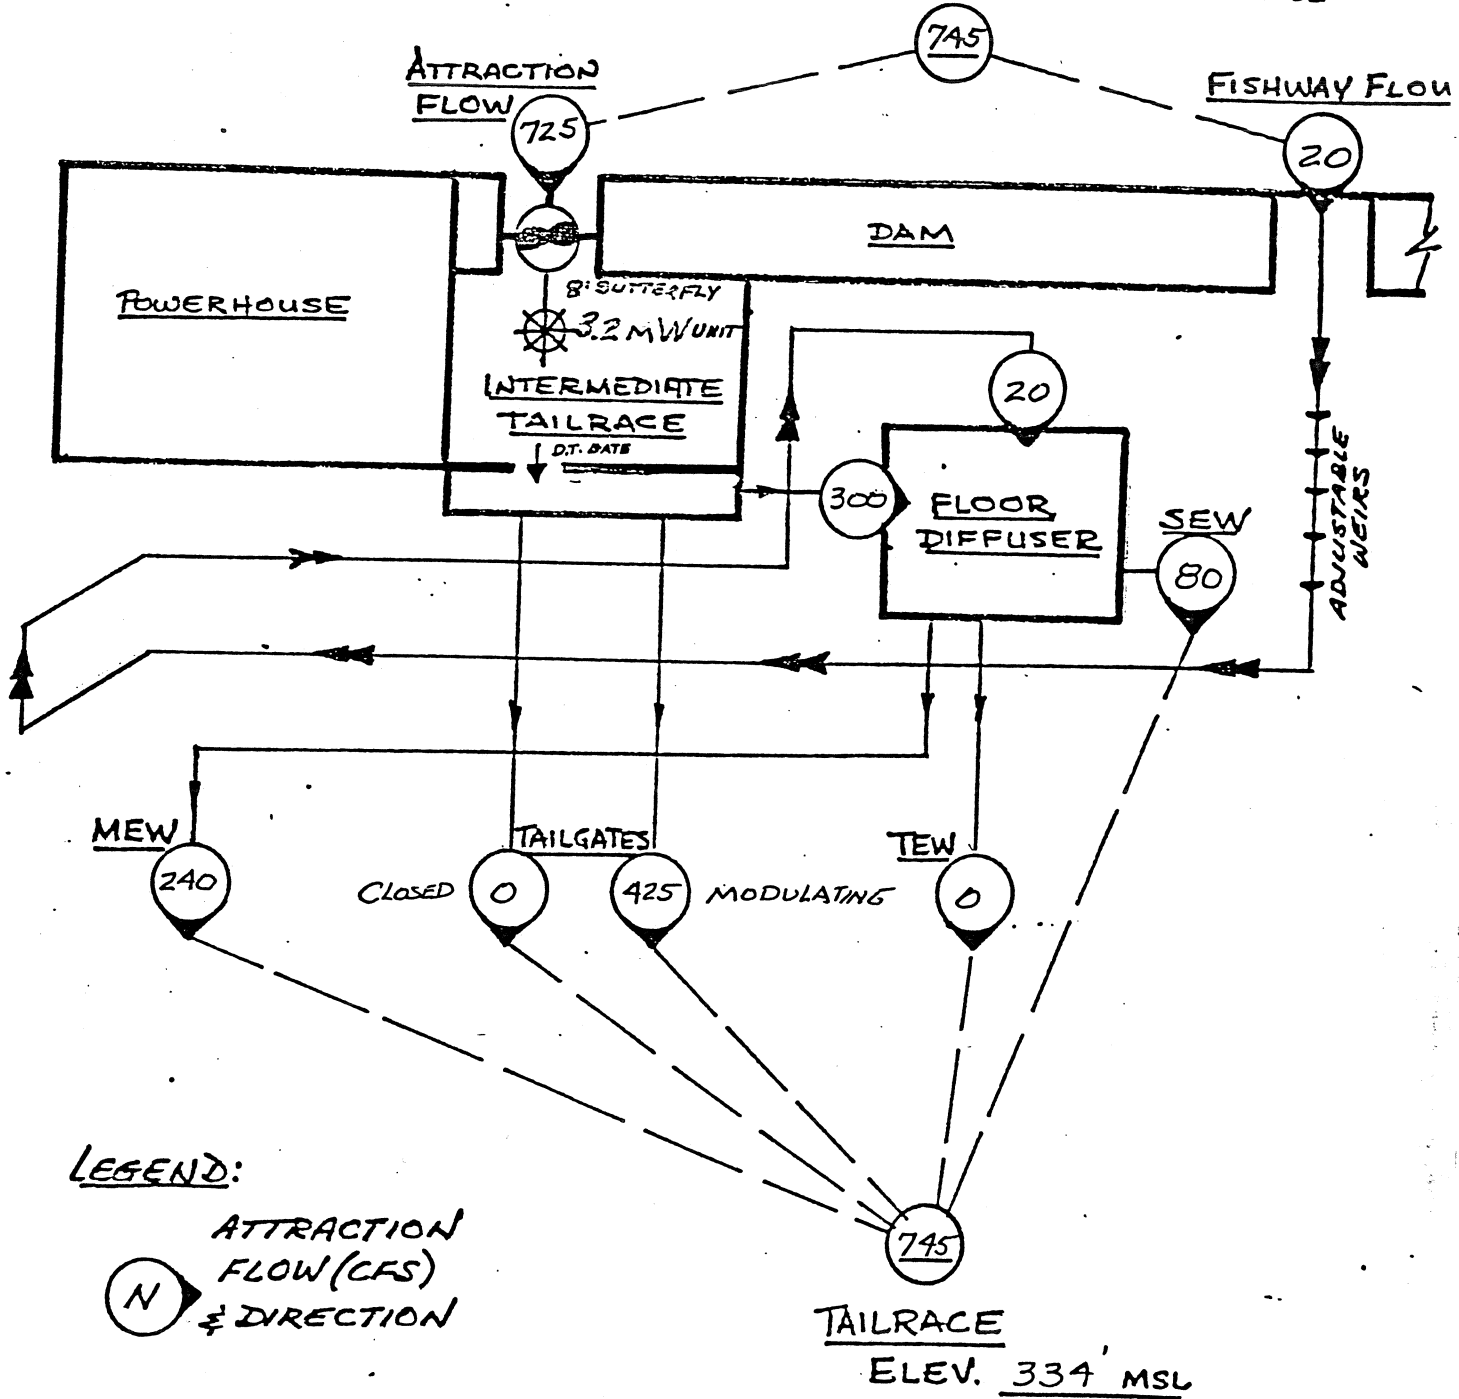 745
ATTRACTION
FLOW
725
FISHWAY FLOW
20
DAM
POWERHOUSE
8' BUTTERFLY
3.2 MW UNIT
INTERMEDIATE
TAILRACE
D.T. GATE
20
300
FLOOR
DIFFUSER
SEW
80
ADJUSTABLE
WEIRS
MEW
240
TAILGATES
CLOSED
0
425
MODULATING
TEW
0
LEGEND:
ATTRACTION
FLOW (CFS)
& DIRECTION
N
745
TAILRACE
ELEV. 334' MSL